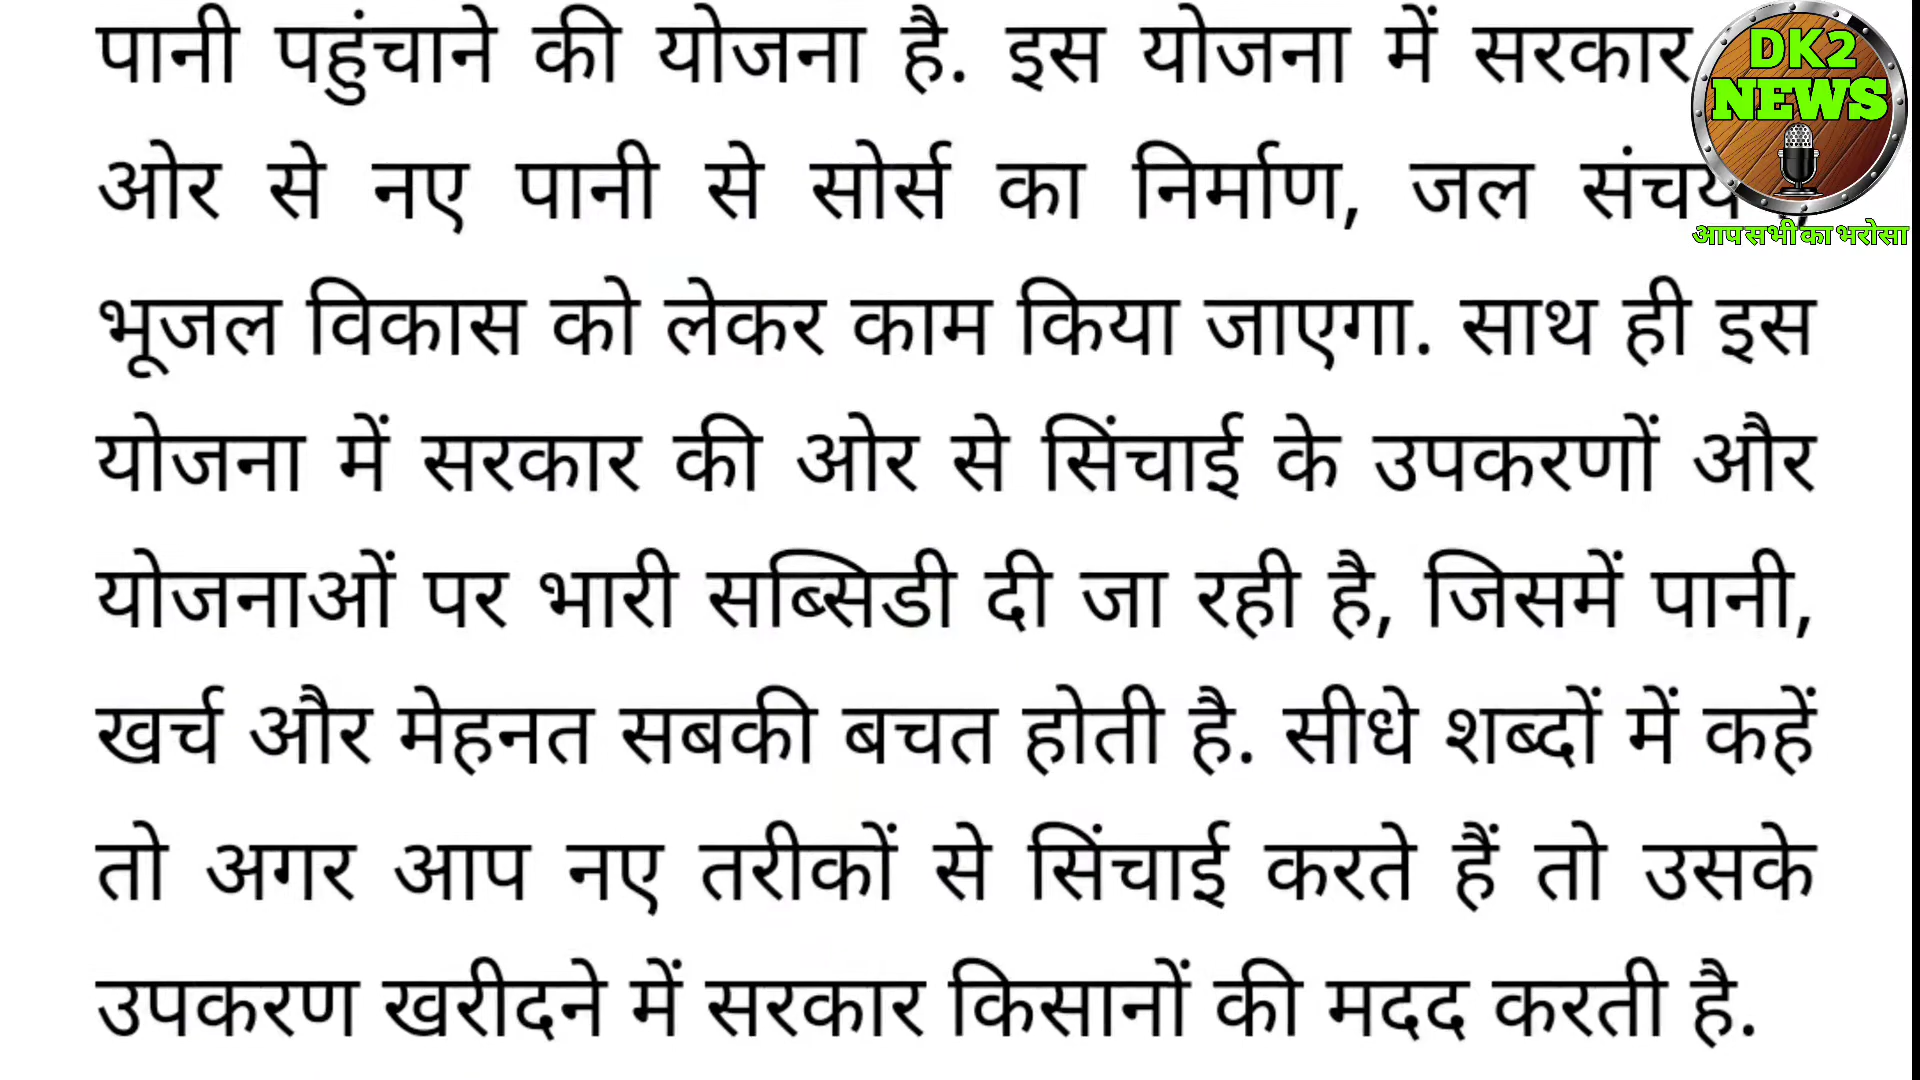 पानी पहुंचाने की योजना है. इस योजना में सरकार
ओर से नए पानी से सोर्स का निर्माण, जल संचय
भूजल विकास को लेकर काम किया जाएगा. साथ ही इस
योजना में सरकार की ओर से सिंचाई के उपकरणों और
योजनाओं पर भारी सब्सिडी दी जा रही है, जिसमें पानी,
खर्च और मेहनत सबकी बचत होती है. सीधे शब्दों में कहें
तो अगर आप नए तरीकों से सिंचाई करते हैं तो उसके
उपकरण खरीदने में सरकार किसानों की मदद करती है.
DK2
NEWS
आप सभी का भरोसा